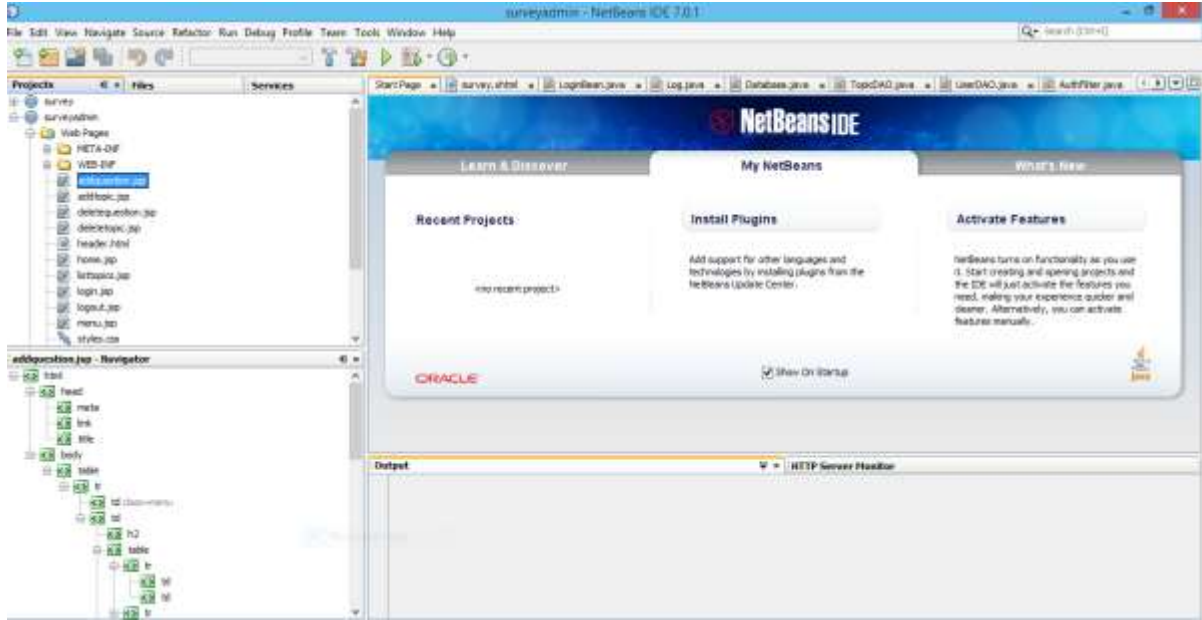 surveyadmin - NetBeans IDE 7.0.1
File Edit View Navigate Source Refactor Run Debug Profile Team Tools Window Help
Search (Ctrl+I)
Projects Files Services
Start Page survey.xhtml LoginBean.java Log.java Database.java TopicDAO.java UserDAO.java AuthFilter.java
survey
surveyadmin
Web Pages
META-INF
WEB-INF
addquestion.jsp
addtopic.jsp
deletequestion.jsp
deletetopic.jsp
header.html
home.jsp
listtopics.jsp
login.jsp
logout.jsp
menu.jsp
styles.css
NetBeans IDE
Learn & Discover My NetBeans What's New
Recent Projects
<no recent project>
Install Plugins
Add support for other languages and
technologies by installing plugins from the
NetBeans Update Center.
Activate Features
NetBeans turns on functionality as you use
it. Start creating and opening projects and
the IDE will just activate the features you
need, making your experience quicker and
cleaner. Alternatively, you can activate
features manually.
ORACLE
Show On Startup
Java
addquestion.jsp - Navigator
html
head
meta
link
title
body
table
tr
td class=menu
td
h2
table
tr
td
td
tr
Output HTTP Server Monitor